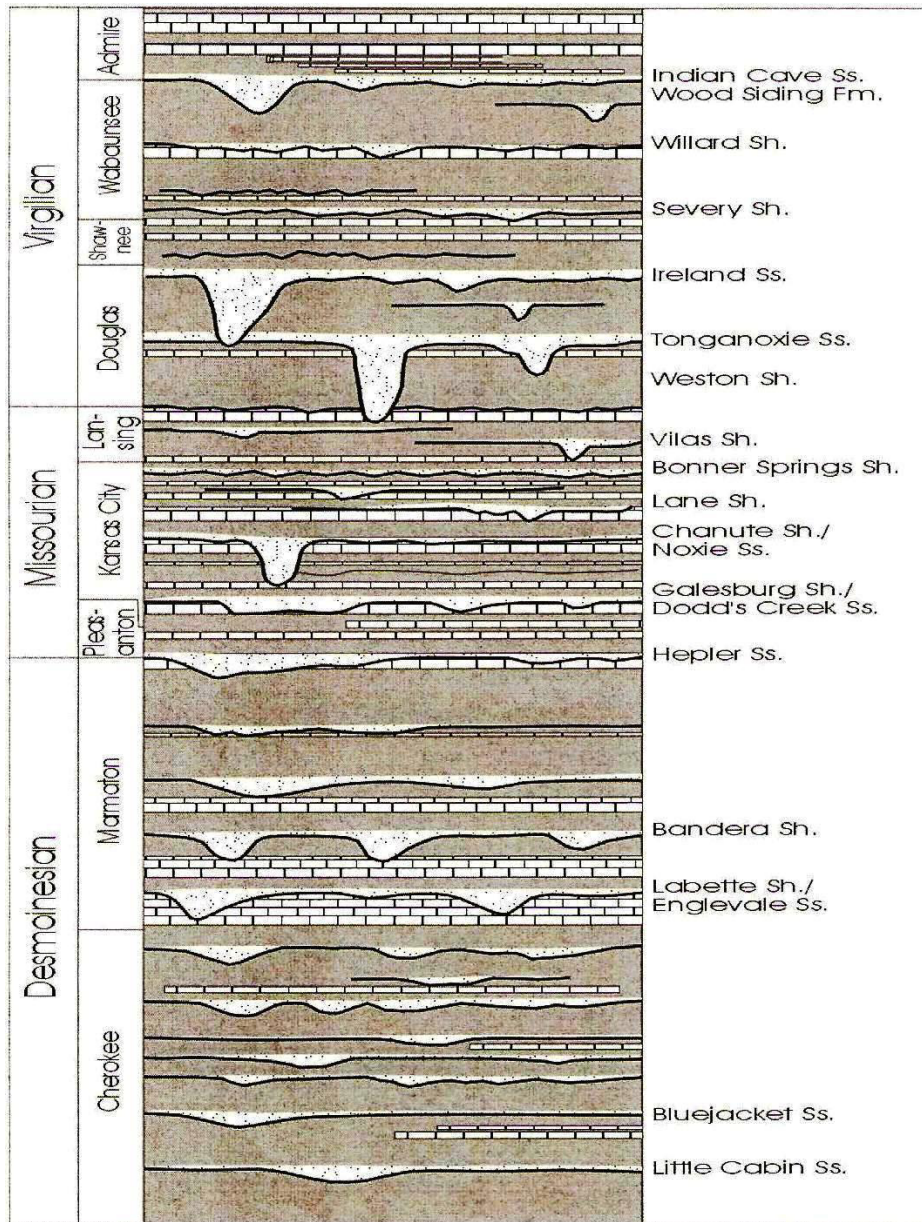 Virgilian
Missourian
Desmoinesian
Admire
Wabaunsee
Shaw-
nee
Douglas
Lan-
sing
Kansas City
Pleas-
anton
Marmaton
Cherokee
Indian Cave Ss.
Wood Siding Fm.
Willard Sh.
Severy Sh.
Ireland Ss.
Tonganoxie Ss.
Weston Sh.
Vilas Sh.
Bonner Springs Sh.
Lane Sh.
Chanute Sh./
Noxie Ss.
Galesburg Sh./
Dodd's Creek Ss.
Hepler Ss.
Bandera Sh.
Labette Sh./
Englevale Ss.
Bluejacket Ss.
Little Cabin Ss.